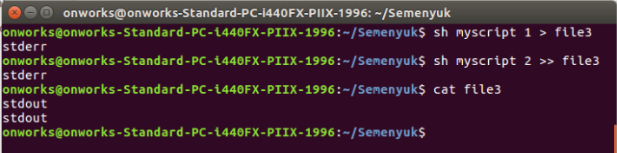 onworks@onworks-Standard-PC-i440FX-PIIX-1996: ~/Semenyuk
onworks@onworks-Standard-PC-i440FX-PIIX-1996:~/Semenyuk$ sh myscript 1 > file3
stderr
onworks@onworks-Standard-PC-i440FX-PIIX-1996:~/Semenyuk$ sh myscript 2 >> file3
stderr
onworks@onworks-Standard-PC-i440FX-PIIX-1996:~/Semenyuk$ cat file3
stdout
stdout
onworks@onworks-Standard-PC-i440FX-PIIX-1996:~/Semenyuk$